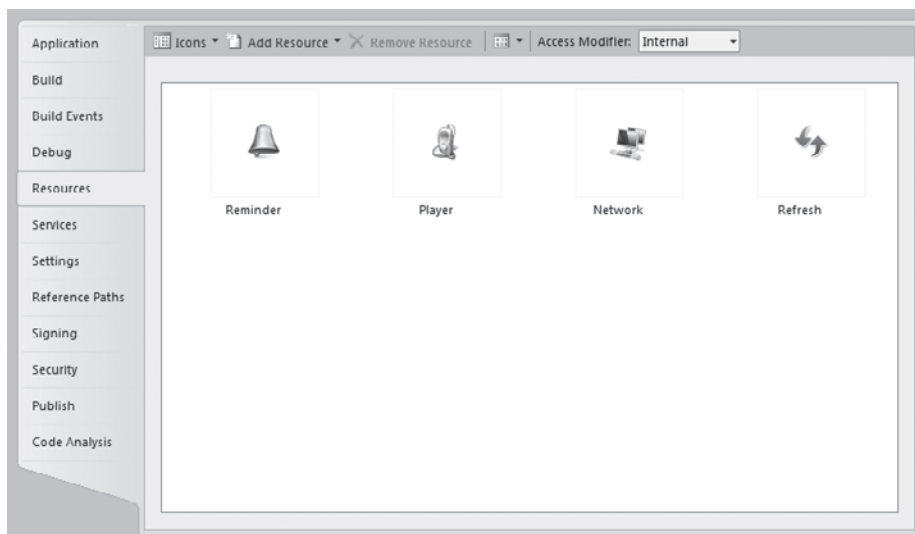 Application
Icons Add Resource Remove Resource Access Modifier: Internal
Build
Build Events
Debug
Resources
Services
Settings
Reference Paths
Signing
Security
Publish
Code Analysis
Reminder Player Network Refresh